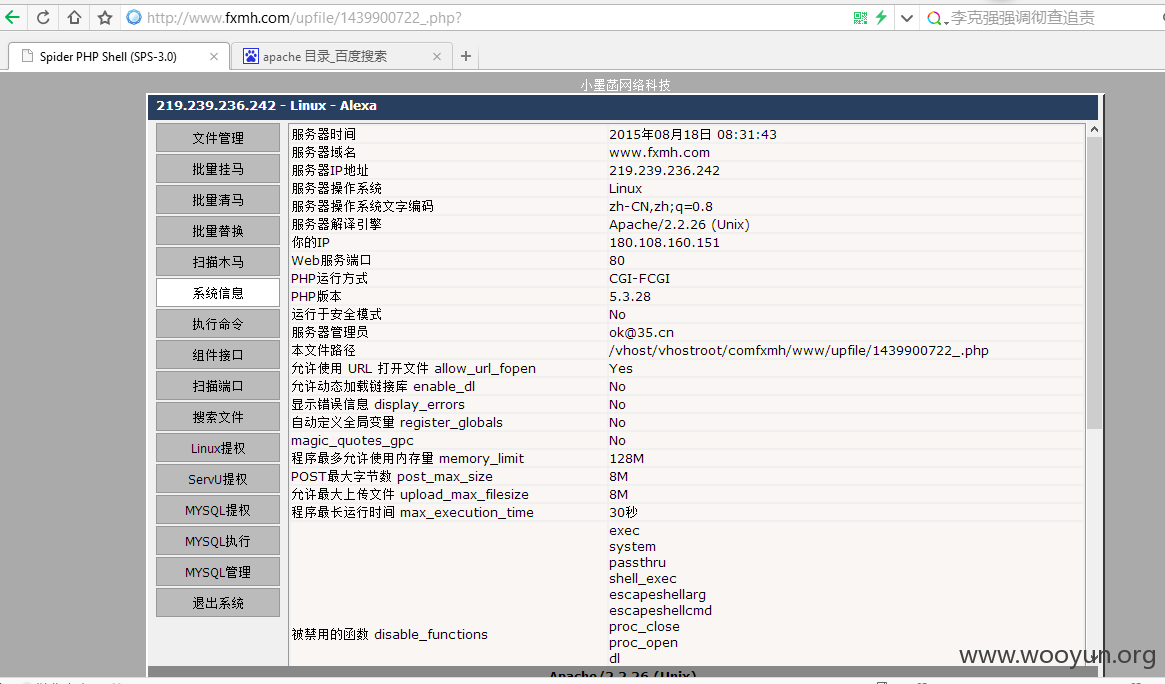 http://www.fxmh.com/upfile/1439900722_.php?
李克强强调彻查追责
Spider PHP Shell (SPS-3.0)
apache 目录_百度搜索
小墨菡网络科技
219.239.236.242 - Linux - Alexa
文件管理
批量挂马
批量清马
批量替换
扫描木马
系统信息
执行命令
组件接口
扫描端口
搜索文件
Linux提权
ServU提权
MYSQL提权
MYSQL执行
MYSQL管理
退出系统
服务器时间 2015年08月18日 08:31:43
服务器域名 www.fxmh.com
服务器IP地址 219.239.236.242
服务器操作系统 Linux
服务器操作系统文字编码 zh-CN,zh;q=0.8
服务器解译引擎 Apache/2.2.26 (Unix)
你的IP 180.108.160.151
Web服务端口 80
PHP运行方式 CGI-FCGI
PHP版本 5.3.28
运行于安全模式 No
服务器管理员 ok@35.cn
本文件路径 /vhost/vhostroot/comfxmh/www/upfile/1439900722_.php
允许使用 URL 打开文件 allow_url_fopen Yes
允许动态加载链接库 enable_dl No
显示错误信息 display_errors No
自动定义全局变量 register_globals No
magic_quotes_gpc No
程序最多允许使用内存量 memory_limit 128M
POST最大字节数 post_max_size 8M
允许最大上传文件 upload_max_filesize 8M
程序最长运行时间 max_execution_time 30秒
exec
system
passthru
shell_exec
escapeshellarg
escapeshellcmd
proc_close
被禁用的函数 disable_functions
proc_open
dl
www.wooyun.org
Apache/2.2.26 (Unix)